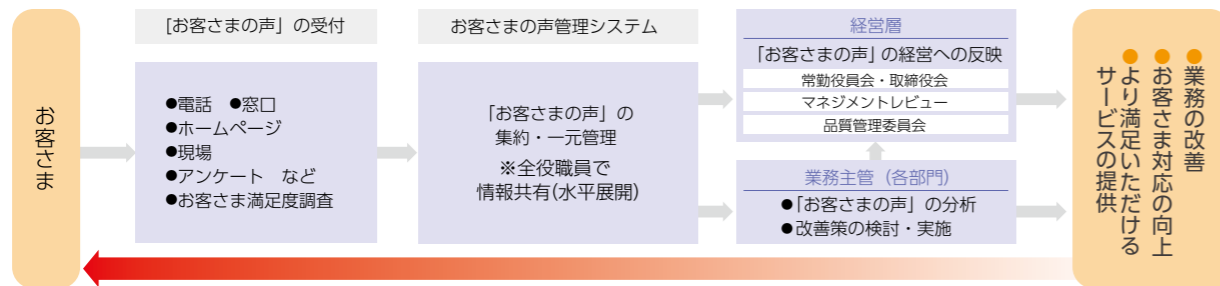 お客さま
[お客さまの声」の受付
●電話　●窓口
●ホームページ
●現場
●アンケート　など
●お客さま満足度調査
お客さまの声管理システム
「お客さまの声」の
集約・一元管理
※全役職員で
情報共有(水平展開)
経営層
「お客さまの声」の経営への反映
常勤役員会・取締役会
マネジメントレビュー
品質管理委員会
業務主管（各部門）
●「お客さまの声」の分析
●改善策の検討・実施
●業務の改善
●お客さま対応の向上
●より満足いただける
サービスの提供